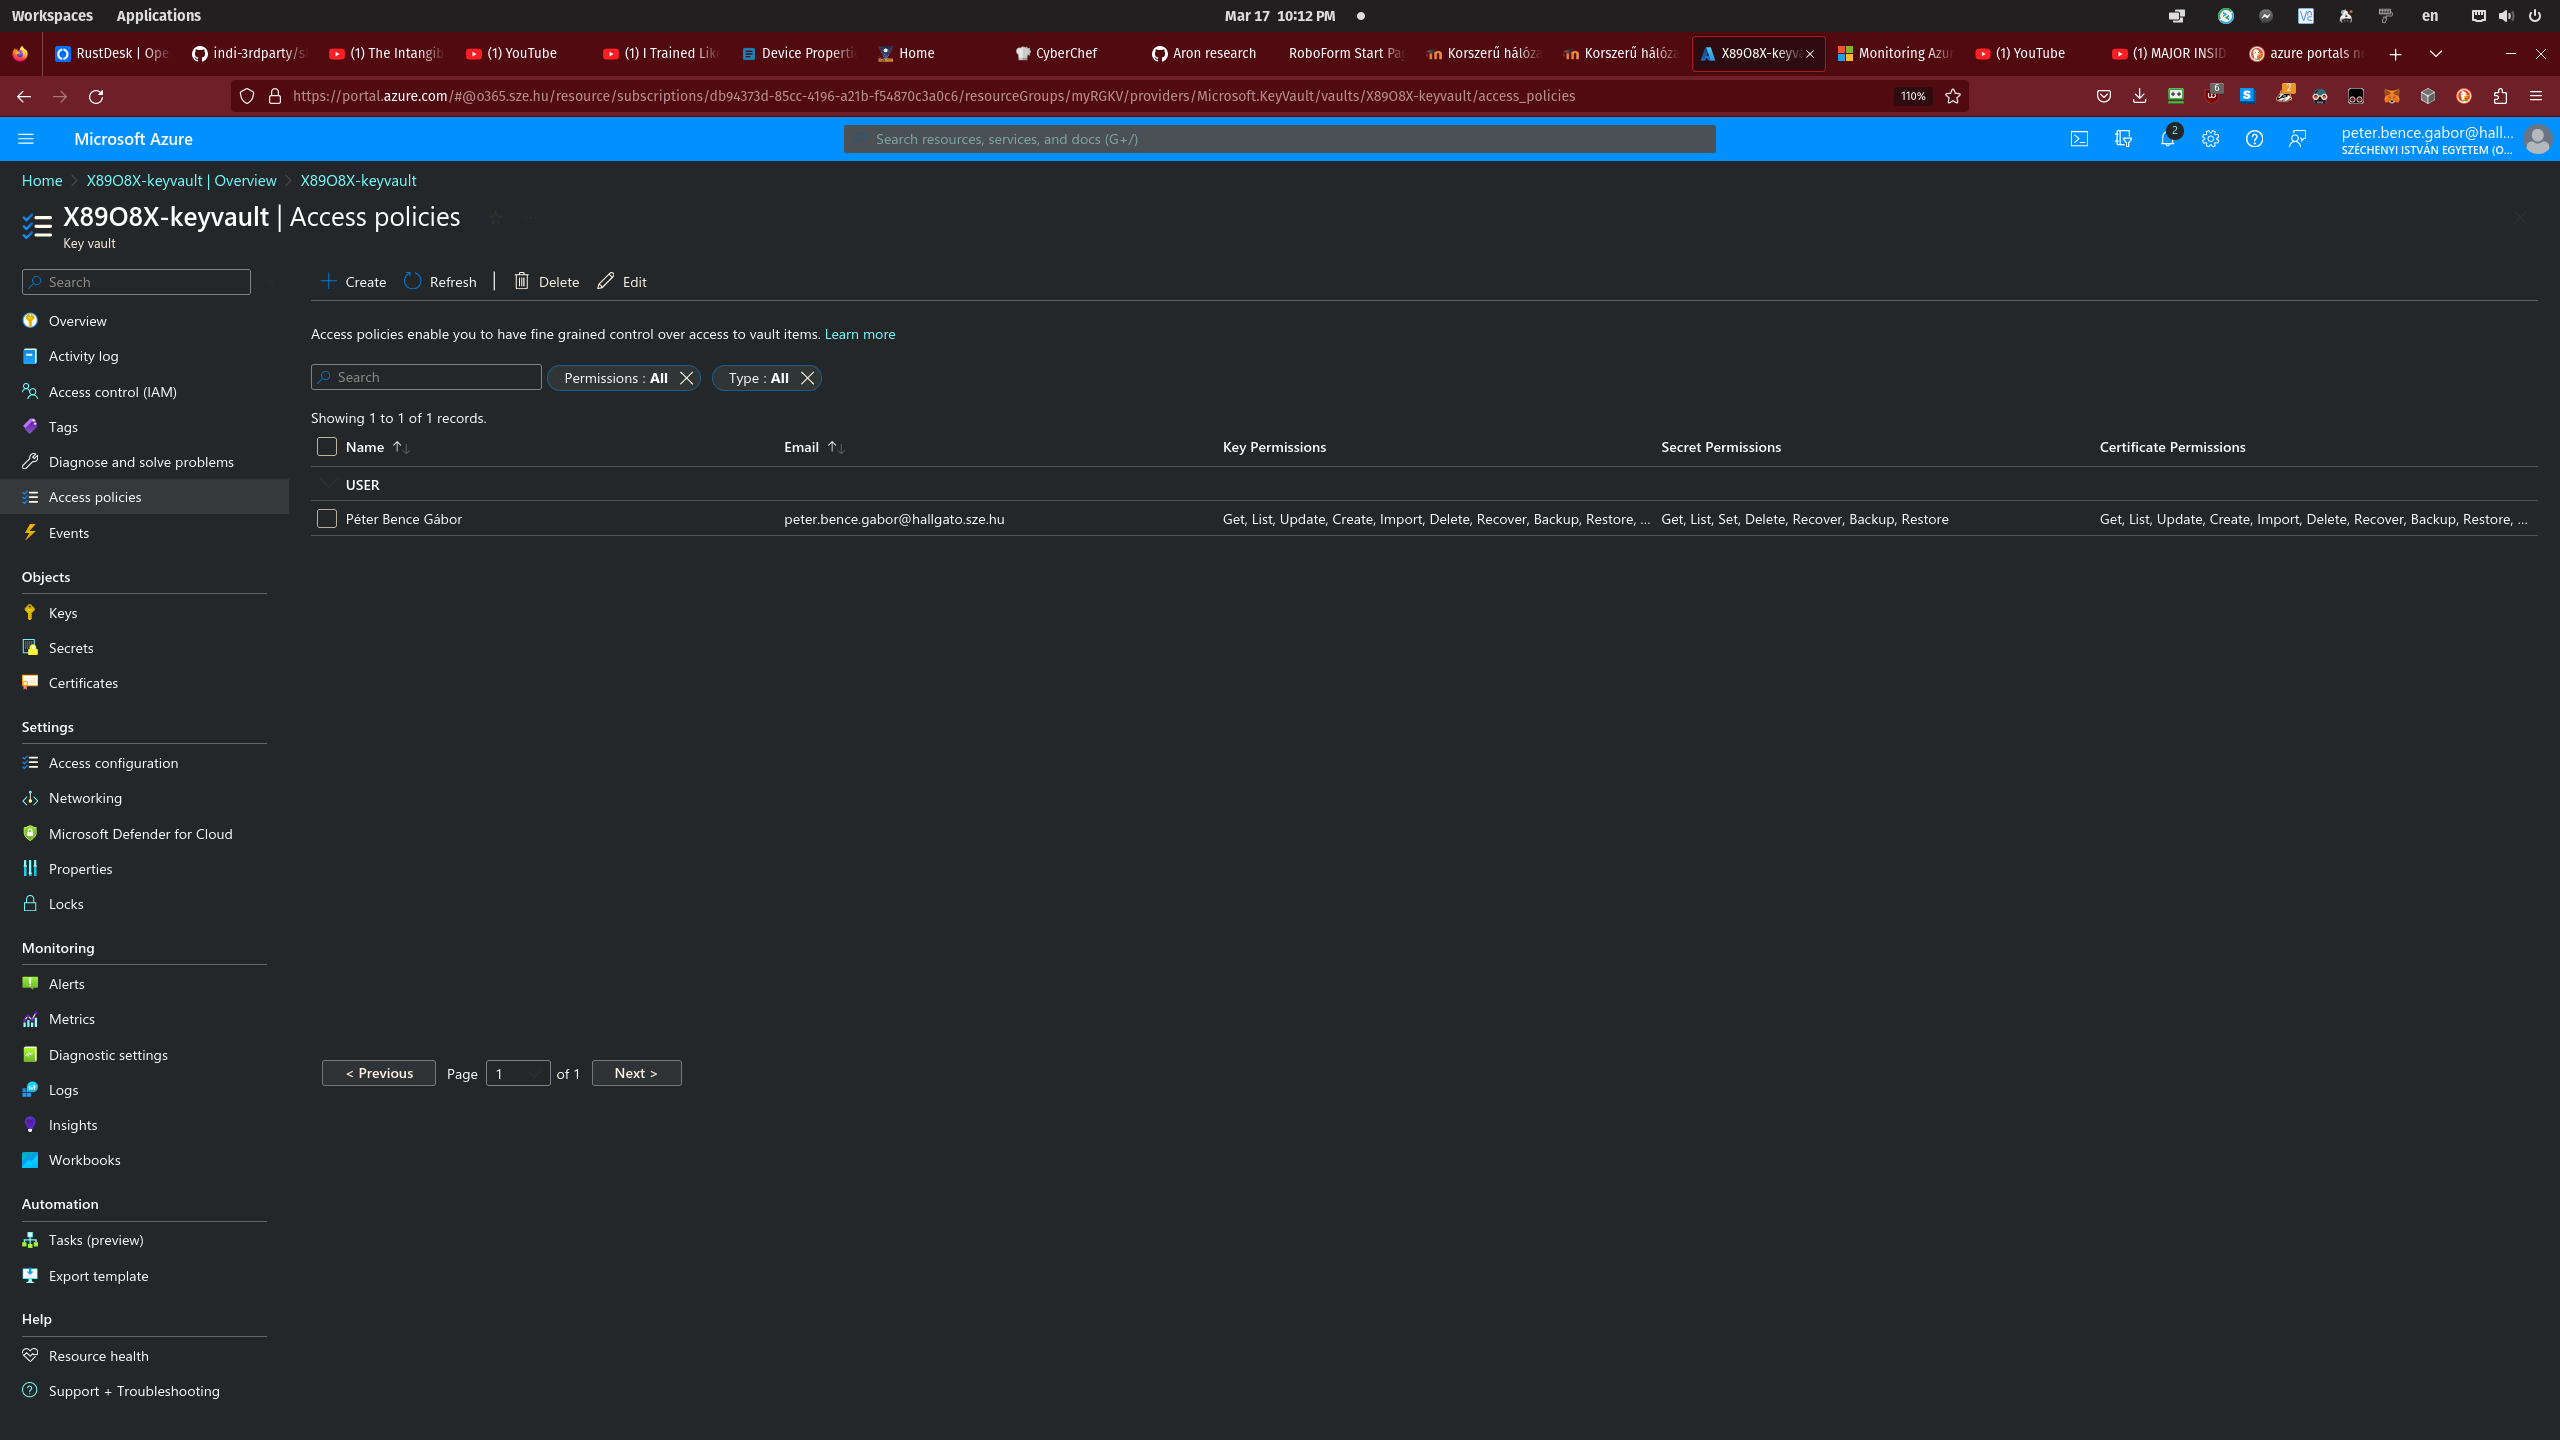 Workspaces Applications Mar 17 10:12 PM en
RustDesk | Ope indi-3rdparty/s (1) The Intangib (1) YouTube (1) I Trained Lik Device Properti Home CyberChef Aron research RoboForm Start Pa Korszerű hálóza Korszerű hálóza X89O8X-keyva Monitoring Azur (1) YouTube (1) MAJOR INSID azure portals n
https://portal.azure.com/#@o365.sze.hu/resource/subscriptions/db94373d-85cc-4196-a21b-f54870c3a0c6/resourceGroups/myRGKV/providers/Microsoft.KeyVault/vaults/X89O8X-keyvault/access_policies 110% 6 2
Microsoft Azure Search resources, services, and docs (G+/) 2 peter.bence.gabor@hall...
SZÉCHENYI ISTVÁN EGYETEM (O...
Home X89O8X-keyvault | Overview X89O8X-keyvault
X89O8X-keyvault | Access policies
Key vault
Search
Overview
Activity log
Access control (IAM)
Tags
Diagnose and solve problems
Access policies
Events
Objects
Keys
Secrets
Certificates
Settings
Access configuration
Networking
Microsoft Defender for Cloud
Properties
Locks
Monitoring
Alerts
Metrics
Diagnostic settings
Logs
Insights
Workbooks
Automation
Tasks (preview)
Export template
Help
Resource health
Support + Troubleshooting
Create Refresh Delete Edit
Access policies enable you to have fine grained control over access to vault items. Learn more
Search Permissions : All Type : All
Showing 1 to 1 of 1 records.
Name Email Key Permissions Secret Permissions Certificate Permissions
USER
Péter Bence Gábor peter.bence.gabor@hallgato.sze.hu Get, List, Update, Create, Import, Delete, Recover, Backup, Restore, ... Get, List, Set, Delete, Recover, Backup, Restore Get, List, Update, Create, Import, Delete, Recover, Backup, Restore, ...
< Previous Page 1 of 1 Next >